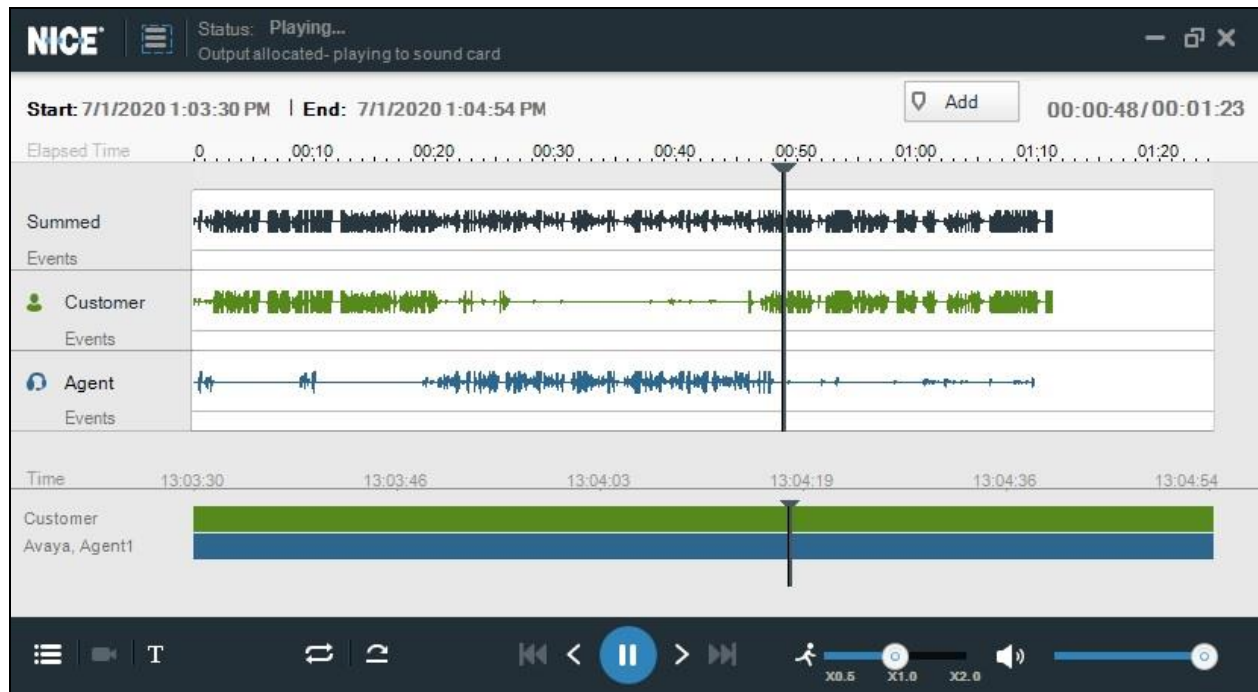 NICE
Status: Playing...
Output allocated- playing to sound card
Start: 7/1/2020 1:03:30 PM | End: 7/1/2020 1:04:54 PM
Add
00:00:48/00:01:23
Elapsed Time 0 00:10 00:20 00:30 00:40 00:50 01:00 01:10 01:20
Summed
Events
Customer
Events
Agent
Events
Time 13:03:30 13:03:46 13:04:03 13:04:19 13:04:36 13:04:54
Customer
Avaya, Agent1
T
X0.5 X1.0 X2.0